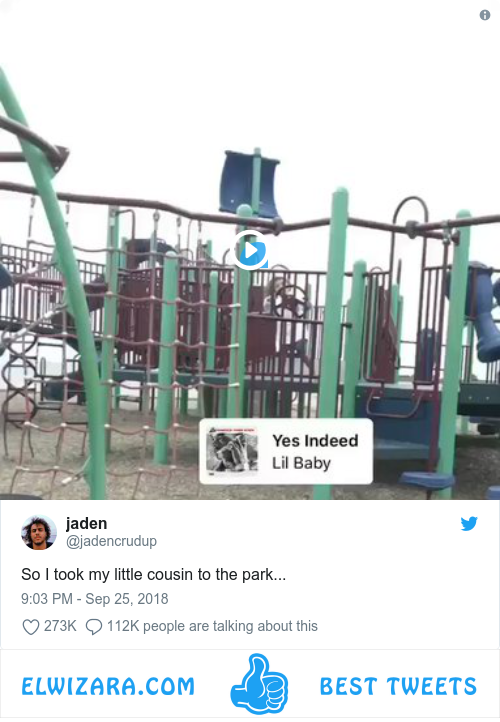 Yes Indeed
Lil Baby
jaden
@jadencrudup
So I took my little cousin to the park...
9:03 PM - Sep 25, 2018
273K 112K people are talking about this
ELWIZARA.COM BEST TWEETS